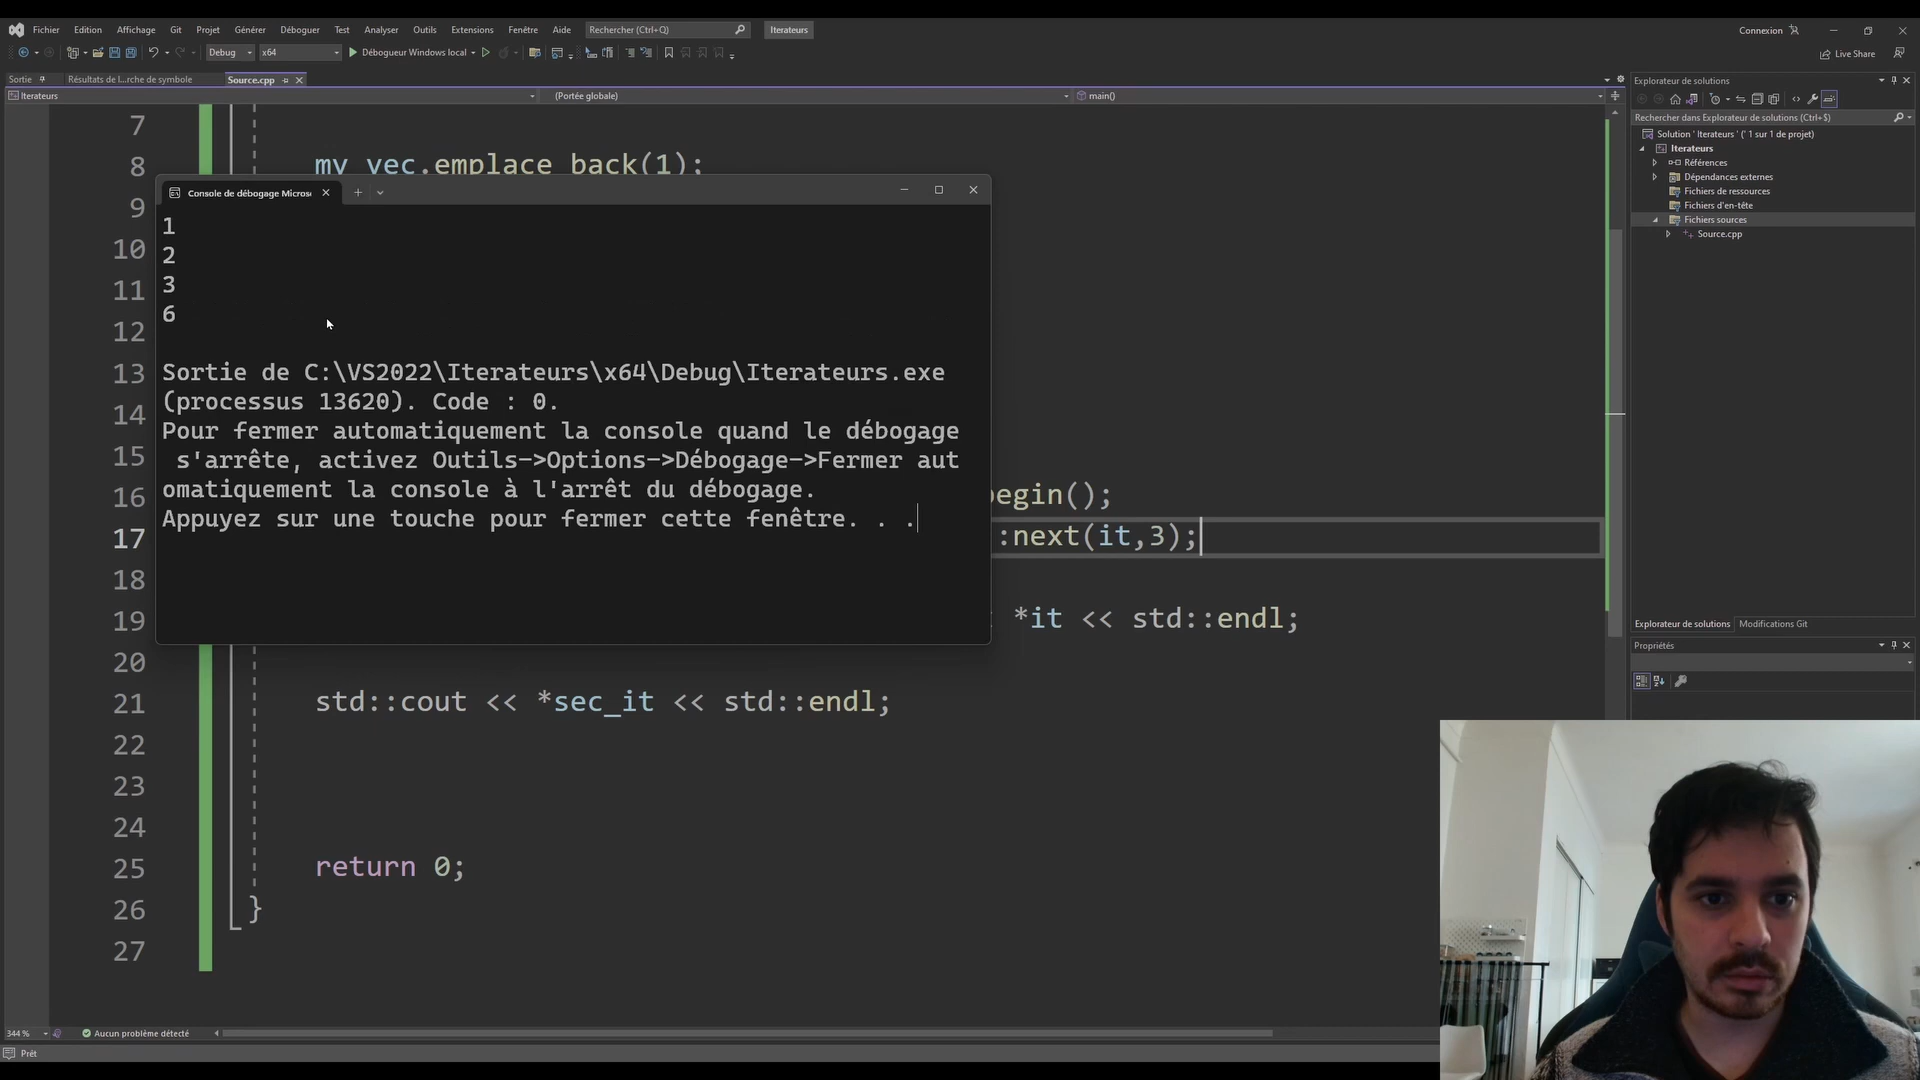 Fichier Edition Affichage Git Projet Générer Déboguer Test Analyser Outils Extensions Fenêtre Aide Rechercher (Ctrl+Q) Iterateurs Connexion
Debug x64 Débogueur Windows local Live Share
Sortie Résultats de l...rche de symbole Source.cpp
Iterateurs (Portée globale) main()
7
8 my_vec.emplace_back(1);
9
10
11
12
13
14
15
16 begin();
17 :next(it,3);
18
19 *it << std::endl;
20
21 std::cout << *sec_it << std::endl;
22
23
24
25 return 0;
26 }
27
Console de débogage Micros
1
2
3
6
Sortie de C:\VS2022\Iterateurs\x64\Debug\Iterateurs.exe
(processus 13620). Code : 0.
Pour fermer automatiquement la console quand le débogage
s'arrête, activez Outils->Options->Débogage->Fermer aut
omatiquement la console à l'arrêt du débogage.
Appuyez sur une touche pour fermer cette fenêtre. . .
Explorateur de solutions
Rechercher dans Explorateur de solutions (Ctrl+$)
Solution ' Iterateurs ' (' 1 sur 1 de projet)
Iterateurs
Références
Dépendances externes
Fichiers de ressources
Fichiers d'en-tête
Fichiers sources
Source.cpp
Explorateur de solutions Modifications Git
Propriétés
344 % Aucun problème détecté
Prêt